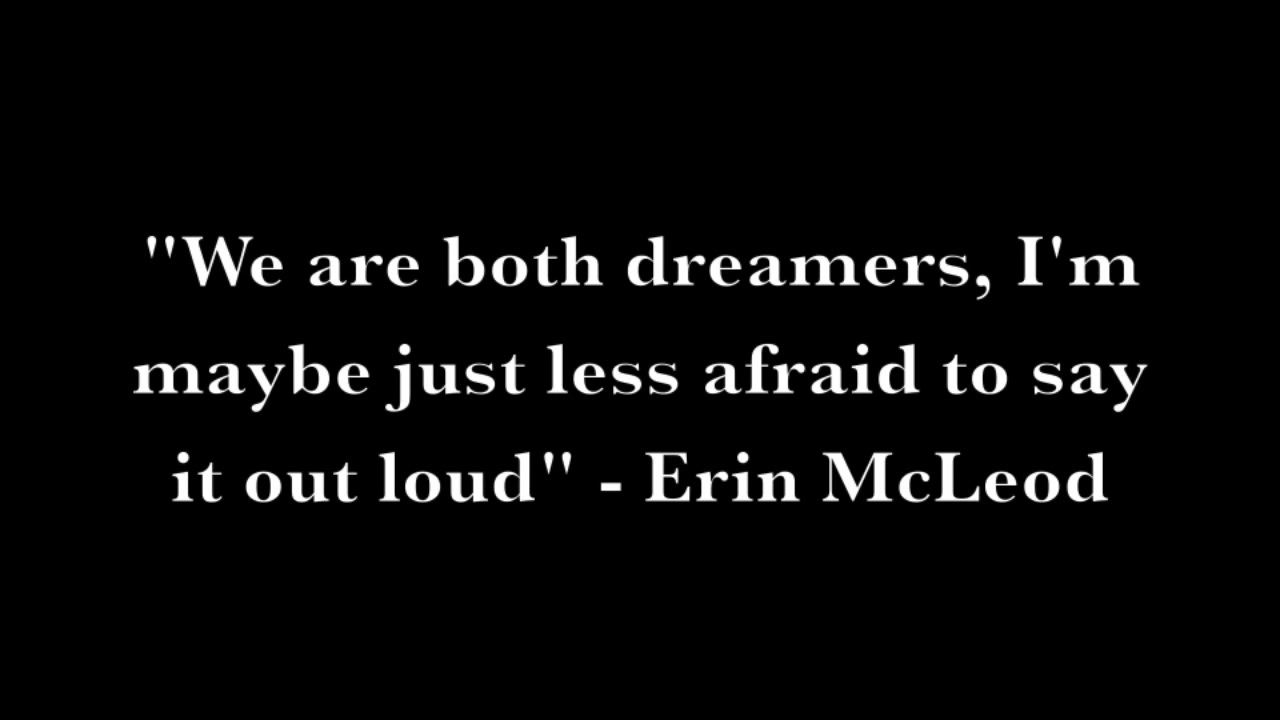 "We are both dreamers, I'm
maybe just less afraid to say
it out loud" - Erin McLeod